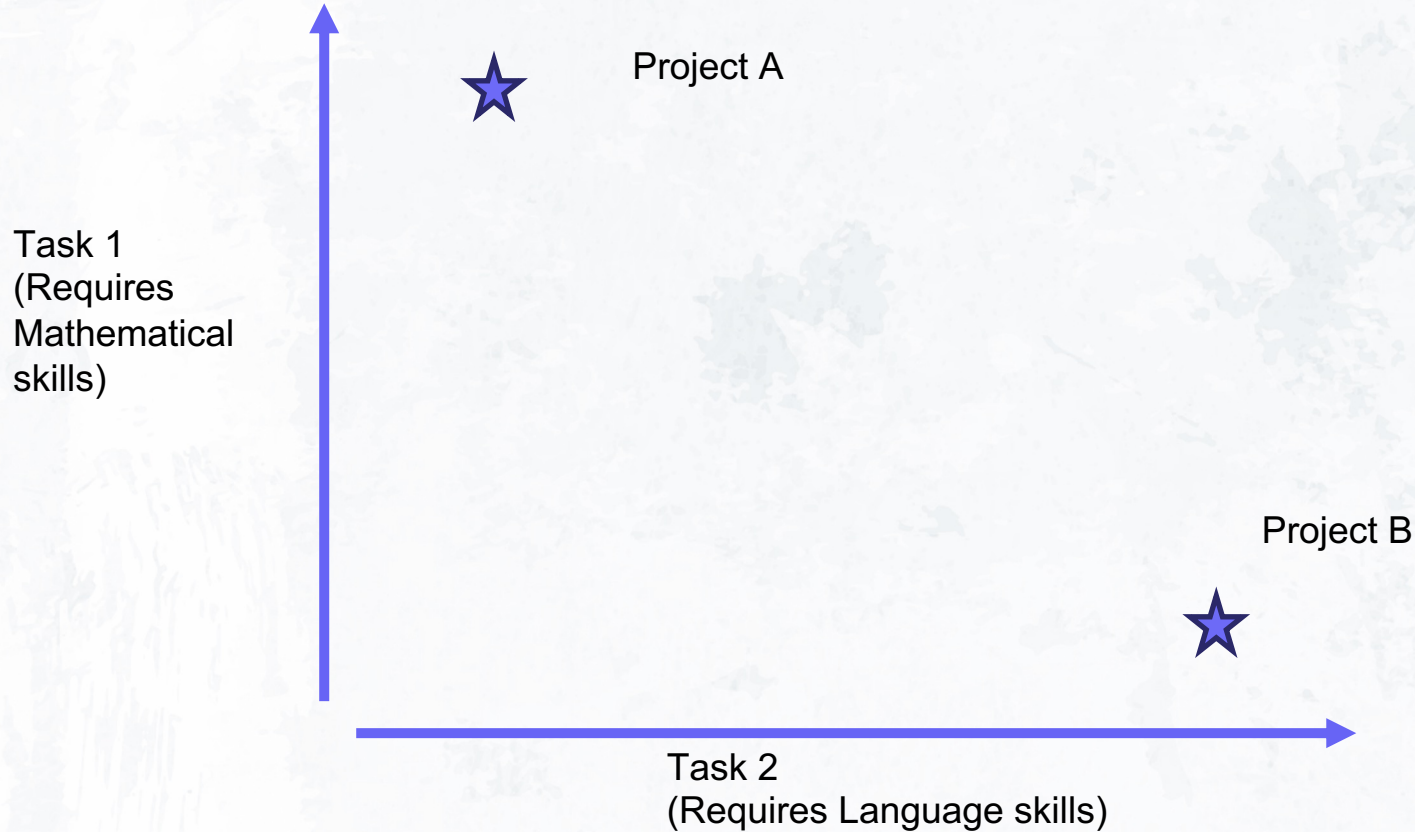 Project A
Task 1
(Requires
Mathematical
skills)
Project B
Task 2
(Requires Language skills)